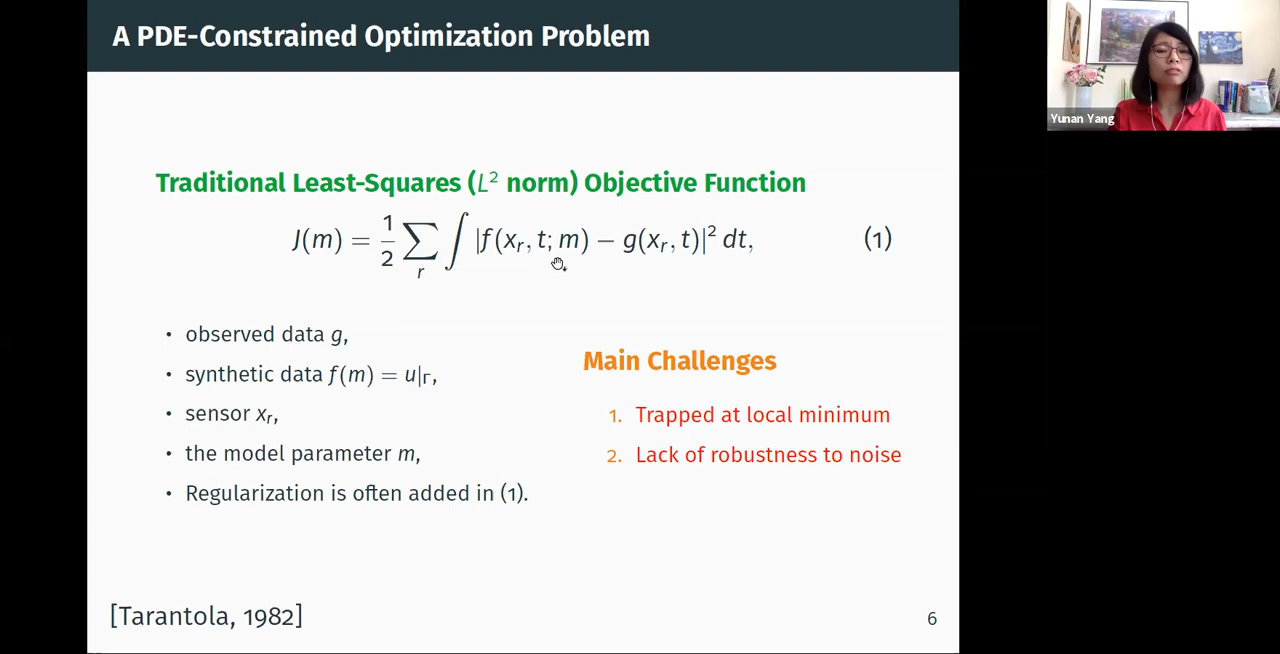 A PDE-Constrained Optimization Problem
Traditional Least-Squares (L² norm) Objective Function
J(m) = 1/2 ∑_r ∫ |f(x_r, t; m) − g(x_r, t)|² dt, (1)
• observed data g,
• synthetic data f(m) = u|_Γ,
• sensor x_r,
• the model parameter m,
• Regularization is often added in (1).
Main Challenges
1. Trapped at local minimum
2. Lack of robustness to noise
[Tarantola, 1982]
6
Yunan Yang